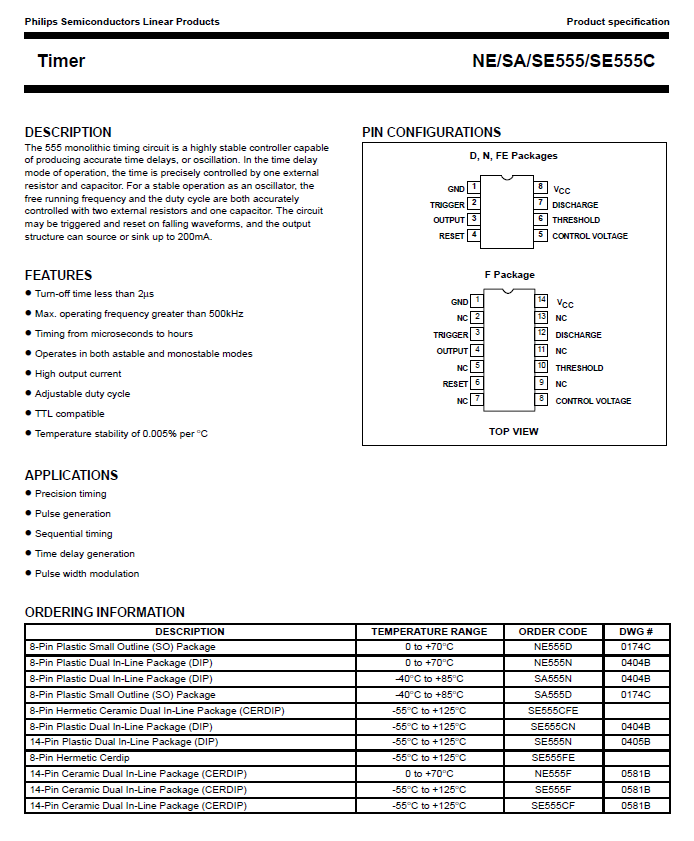 Philips Semiconductors Linear Products Product specification
Timer NE/SA/SE555/SE555C
DESCRIPTION
The 555 monolithic timing circuit is a highly stable controller capable
of producing accurate time delays, or oscillation. In the time delay
mode of operation, the time is precisely controlled by one external
resistor and capacitor. For a stable operation as an oscillator, the
free running frequency and the duty cycle are both accurately
controlled with two external resistors and one capacitor. The circuit
may be triggered and reset on falling waveforms, and the output
structure can source or sink up to 200mA.
FEATURES
● Turn-off time less than 2µs
● Max. operating frequency greater than 500kHz
● Timing from microseconds to hours
● Operates in both astable and monostable modes
● High output current
● Adjustable duty cycle
● TTL compatible
● Temperature stability of 0.005% per °C
APPLICATIONS
● Precision timing
● Pulse generation
● Sequential timing
● Time delay generation
● Pulse width modulation
PIN CONFIGURATIONS
D, N, FE Packages
GND 1 8 VCC
TRIGGER 2 7 DISCHARGE
OUTPUT 3 6 THRESHOLD
RESET 4 5 CONTROL VOLTAGE
F Package
GND 1 14 VCC
NC 2 13 NC
TRIGGER 3 12 DISCHARGE
OUTPUT 4 11 NC
NC 5 10 THRESHOLD
RESET 6 9 NC
NC 7 8 CONTROL VOLTAGE
TOP VIEW
ORDERING INFORMATION
DESCRIPTION TEMPERATURE RANGE ORDER CODE DWG #
8-Pin Plastic Small Outline (SO) Package 0 to +70°C NE555D 0174C
8-Pin Plastic Dual In-Line Package (DIP) 0 to +70°C NE555N 0404B
8-Pin Plastic Dual In-Line Package (DIP) -40°C to +85°C SA555N 0404B
8-Pin Plastic Small Outline (SO) Package -40°C to +85°C SA555D 0174C
8-Pin Hermetic Ceramic Dual In-Line Package (CERDIP) -55°C to +125°C SE555CFE
8-Pin Plastic Dual In-Line Package (DIP) -55°C to +125°C SE555CN 0404B
14-Pin Plastic Dual In-Line Package (DIP) -55°C to +125°C SE555N 0405B
8-Pin Hermetic Cerdip -55°C to +125°C SE555FE
14-Pin Ceramic Dual In-Line Package (CERDIP) 0 to +70°C NE555F 0581B
14-Pin Ceramic Dual In-Line Package (CERDIP) -55°C to +125°C SE555F 0581B
14-Pin Ceramic Dual In-Line Package (CERDIP) -55°C to +125°C SE555CF 0581B